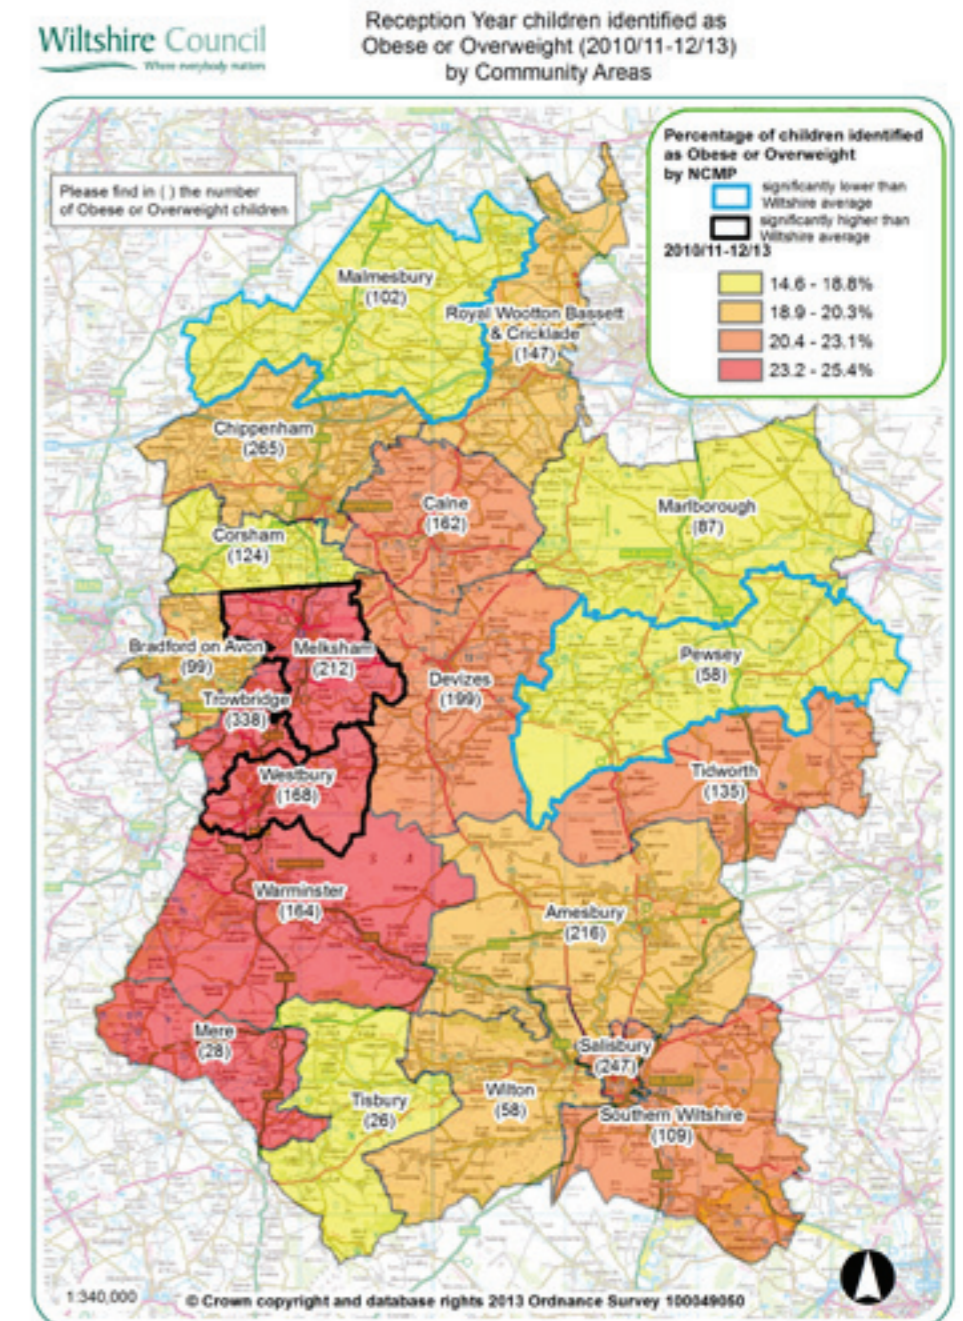 Wiltshire Council
Where everybody matters
Reception Year children identified as
Obese or Overweight (2010/11-12/13)
by Community Areas
Please find in ( ) the number
of Obese or Overweight children
Percentage of children identified
as Obese or Overweight
by NCMP
significantly lower than
Wiltshire average
significantly higher than
Wiltshire average
2010/11-12/13
14.6 - 18.8%
18.9 - 20.3%
20.4 - 23.1%
23.2 - 25.4%
Malmesbury
(102)
Royal Wootton Bassett
& Cricklade
(147)
Chippenham
(265)
Calne
(162)
Marlborough
(87)
Corsham
(124)
Bradford on Avon
(99)
Melksham
(212)
Devizes
(199)
Pewsey
(58)
Trowbridge
(338)
Westbury
(168)
Tidworth
(135)
Warminster
(164)
Amesbury
(216)
Mere
(28)
Salisbury
(247)
Tisbury
(26)
Wilton
(58)
Southern Wiltshire
(109)
1:340,000
© Crown copyright and database rights 2013 Ordnance Survey 100049050